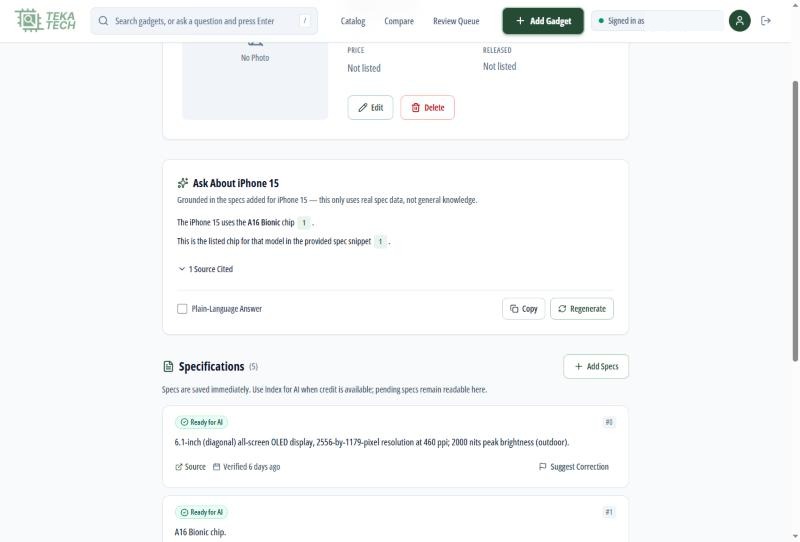 TEKA TECH
Search gadgets, or ask a question and press Enter
/
Catalog
Compare
Review Queue
+ Add Gadget
Signed in as
No Photo
PRICE
Not listed
RELEASED
Not listed
Edit
Delete
Ask About iPhone 15
Grounded in the specs added for iPhone 15 — this only uses real spec data, not general knowledge.
The iPhone 15 uses the A16 Bionic chip 1 .
This is the listed chip for that model in the provided spec snippet 1 .
1 Source Cited
Plain-Language Answer
Copy
Regenerate
Specifications (5)
+ Add Specs
Specs are saved immediately. Use Index for AI when credit is available; pending specs remain readable here.
Ready for AI
#0
6.1-inch (diagonal) all-screen OLED display, 2556-by-1179-pixel resolution at 460 ppi; 2000 nits peak brightness (outdoor).
Source
Verified 6 days ago
Suggest Correction
Ready for AI
#1
A16 Bionic chip.